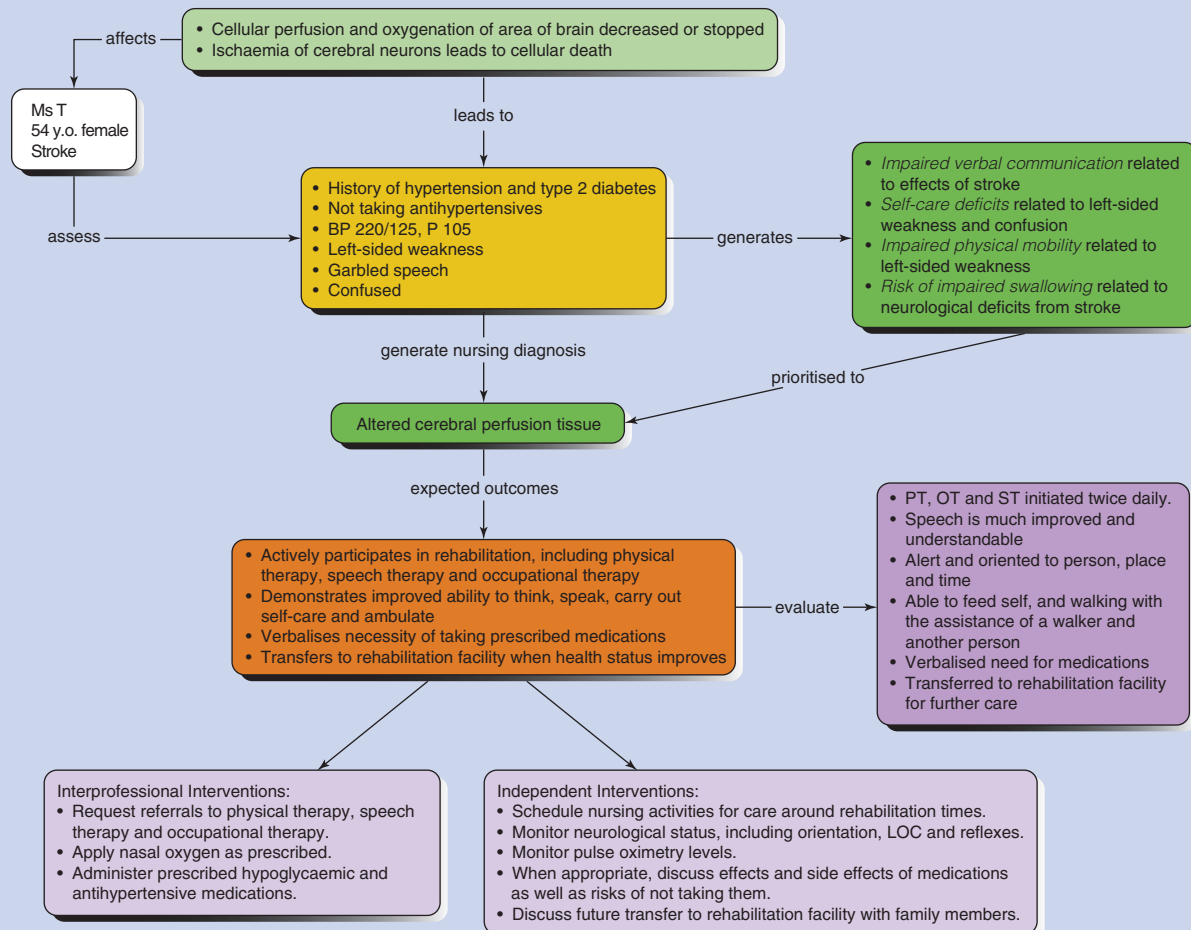 • Cellular perfusion and oxygenation of area of brain decreased or stopped
• Ischaemia of cerebral neurons leads to cellular death
affects
Ms T
54 y.o. female
Stroke
leads to
assess
• History of hypertension and type 2 diabetes
• Not taking antihypertensives
• BP 220/125, P 105
• Left-sided weakness
• Garbled speech
• Confused
generates
• Impaired verbal communication related
to effects of stroke
• Self-care deficits related to left-sided
weakness and confusion
• Impaired physical mobility related to
left-sided weakness
• Risk of impaired swallowing related to
neurological deficits from stroke
generate nursing diagnosis
prioritised to
Altered cerebral perfusion tissue
expected outcomes
• Actively participates in rehabilitation, including physical
therapy, speech therapy and occupational therapy
• Demonstrates improved ability to think, speak, carry out
self-care and ambulate
• Verbalises necessity of taking prescribed medications
• Transfers to rehabilitation facility when health status improves
evaluate
• PT, OT and ST initiated twice daily.
• Speech is much improved and
understandable
• Alert and oriented to person, place
and time
• Able to feed self, and walking with
the assistance of a walker and
another person
• Verbalised need for medications
• Transferred to rehabilitation facility
for further care
Interprofessional Interventions:
• Request referrals to physical therapy, speech
therapy and occupational therapy.
• Apply nasal oxygen as prescribed.
• Administer prescribed hypoglycaemic and
antihypertensive medications.
Independent Interventions:
• Schedule nursing activities for care around rehabilitation times.
• Monitor neurological status, including orientation, LOC and reflexes.
• Monitor pulse oximetry levels.
• When appropriate, discuss effects and side effects of medications
as well as risks of not taking them.
• Discuss future transfer to rehabilitation facility with family members.